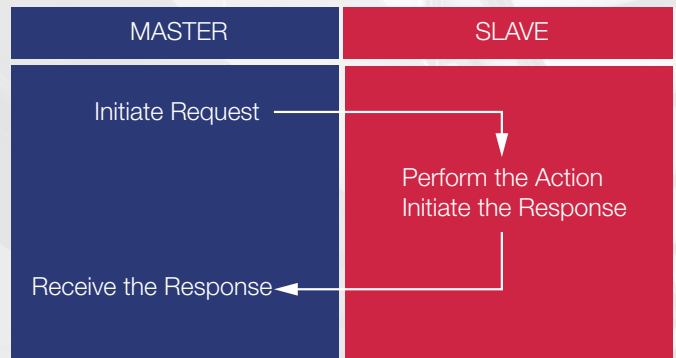 MASTER
SLAVE
Initiate Request
Perform the Action
Initiate the Response
Receive the Response